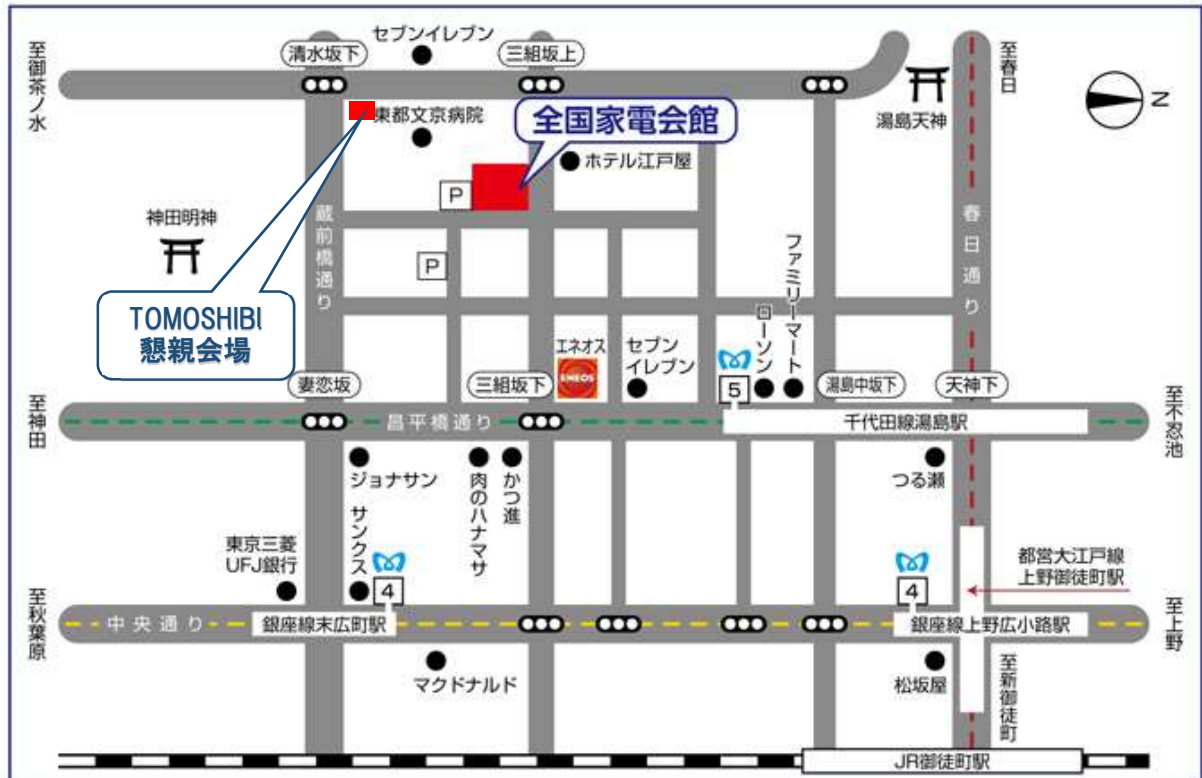 セブンイレブン
至御茶ノ水
清水坂下
三組坂上
至春日
湯島天神
N
東都文京病院
全国家電会館
ホテル江戸屋
P
神田明神
蔵前橋通り
春日通り
P
TOMOSHIBI
懇親会場
ファミリーマート
ローソン
エネオス
ENEOS
セブン
イレブン
5
至神田
妻恋坂
三組坂下
湯島中坂下
天神下
至不忍池
昌平橋通り
千代田線湯島駅
ジョナサン
肉のハナマサ
かつ進
つる瀬
サンクス
東京三菱
UFJ銀行
4
4
都営大江戸線
上野御徒町駅
至秋葉原
中央通り
銀座線末広町駅
銀座線上野広小路駅
至上野
マクドナルド
松坂屋
至新御徒町
JR御徒町駅